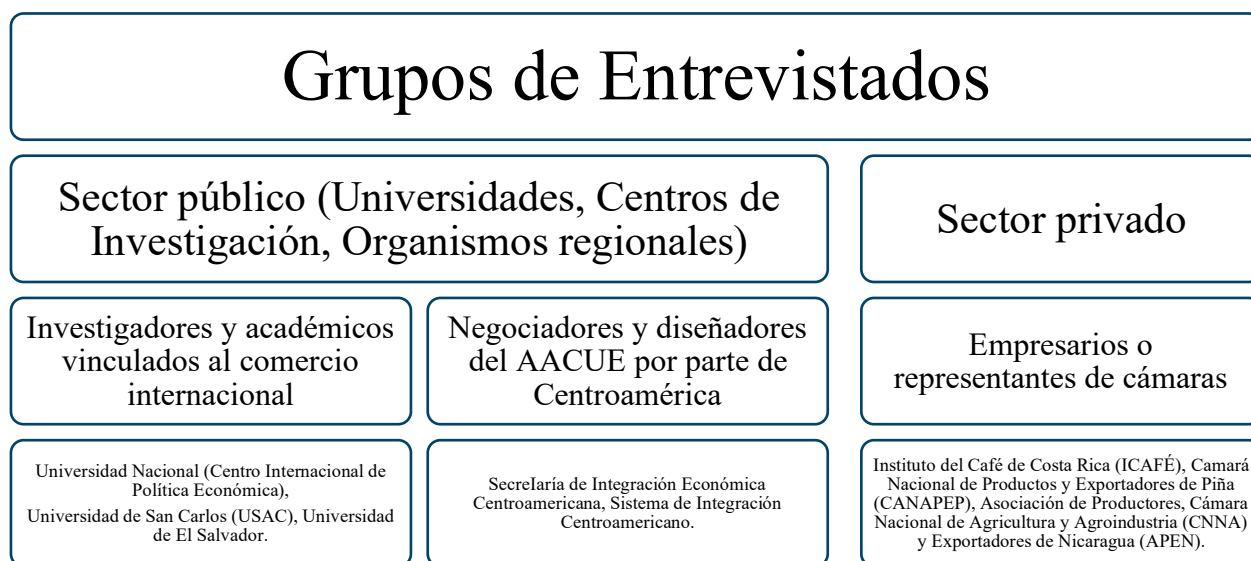 Grupos de Entrevistados
Sector público (Universidades, Centros de
Investigación, Organismos regionales)
Sector privado
Investigadores y académicos
vinculados al comercio
internacional
Negociadores y diseñadores
del AACUE por parte de
Centroamérica
Empresarios o
representantes de cámaras
Universidad Nacional (Centro Internacional de
Política Económica),
Universidad de San Carlos (USAC), Universidad
de El Salvador.
SecreIaría de Integración Económica
Centroamericana, Sistema de Integración
Centroamericano.
Instituto del Café de Costa Rica (ICAFÉ), Camará
Nacional de Productos y Exportadores de Piña
(CANAPEP), Asociación de Productores, Cámara
Nacional de Agricultura y Agroindustria (CNNA)
y Exportadores de Nicaragua (APEN).